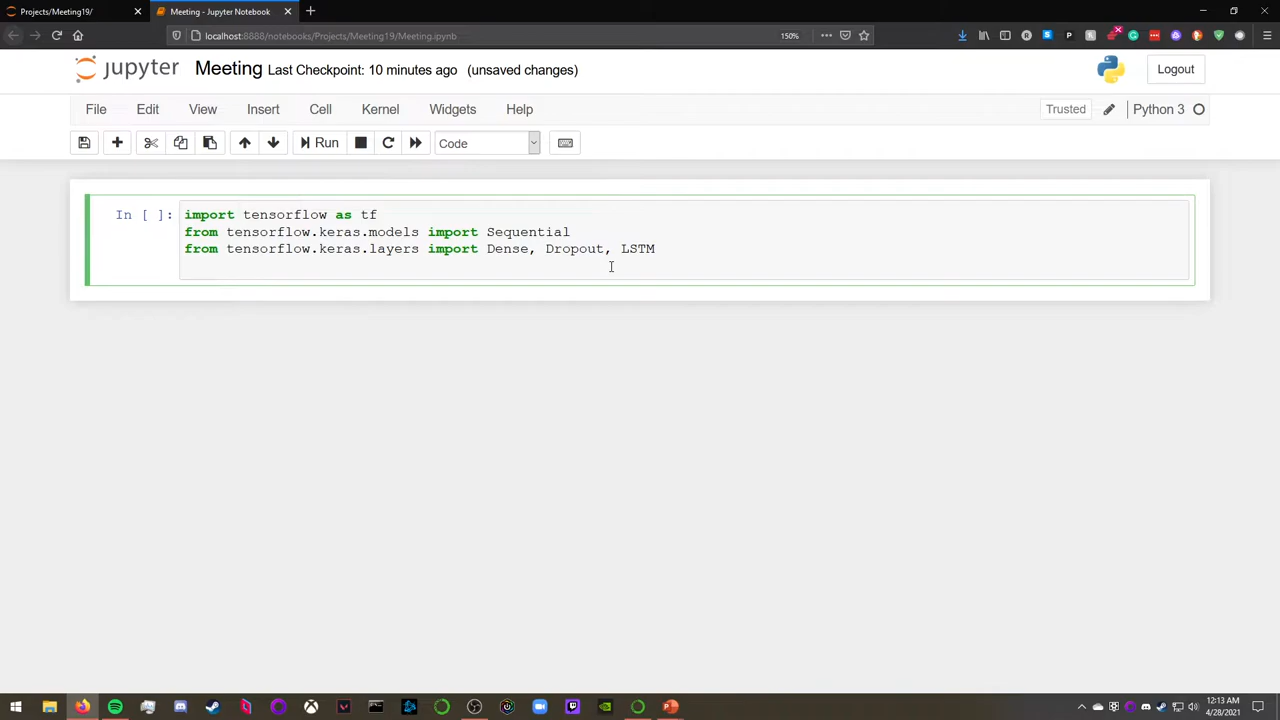 Projects/Meeting19/
Meeting - Jupyter Notebook
localhost:8888/notebooks/Projects/Meeting19/Meeting.ipynb
150%
jupyter Meeting Last Checkpoint: 10 minutes ago (unsaved changes)
Logout
File Edit View Insert Cell Kernel Widgets Help
Trusted
Python 3
Run
Code
In [ ]:
import tensorflow as tf
from tensorflow.keras.models import Sequential
from tensorflow.keras.layers import Dense, Dropout, LSTM
12:13 AM
4/28/2021